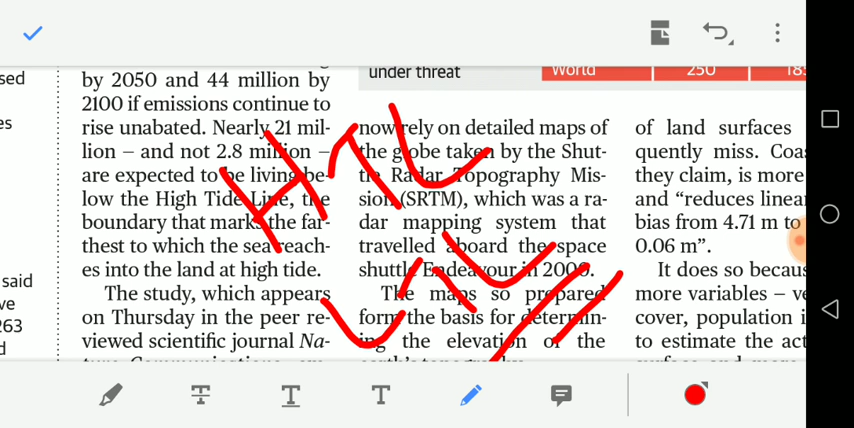 sed
es
said
ve
263
d
by 2050 and 44 million by
2100 if emissions continue to
rise unabated. Nearly 21 mil-
lion – and not 2.8 million –
are expected to be living be-
low the High Tide Line, the
boundary that marks the far-
thest to which the sea reach-
es into the land at high tide.
The study, which appears
on Thursday in the peer re-
viewed scientific journal Na-
under threat
World
250
now rely on detailed maps of
the globe taken by the Shut-
tle Radar Topography Mis-
sion (SRTM), which was a ra-
dar mapping system that
travelled aboard the space
shuttle Endeavour in 2000.
The maps so prepared
form the basis for determin-
ing the elevation of the
of land surfaces
quently miss. Coas
they claim, is more
and “reduces linea
bias from 4.71 m to
0.06 m”.
It does so becaus
more variables – ve
cover, population i
to estimate the act
T
T
T